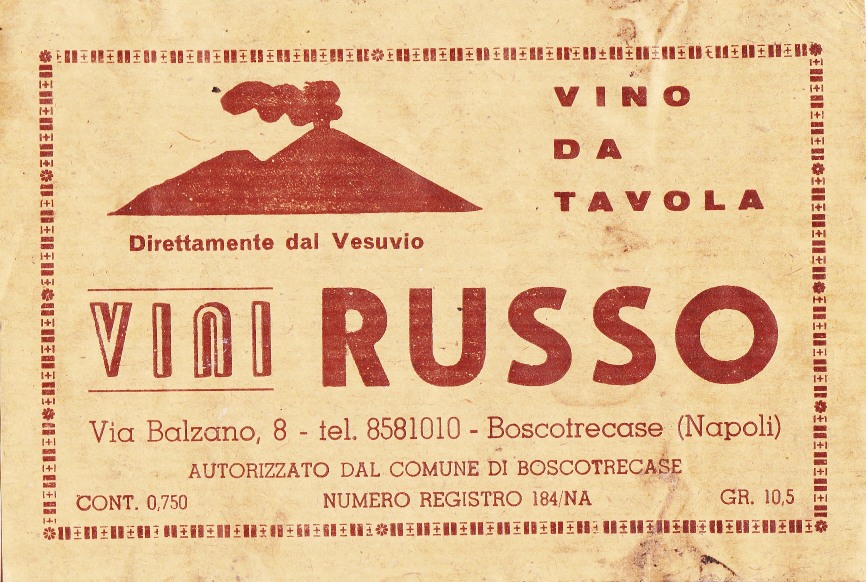 VINO
DA
TAVOLA
Direttamente dal Vesuvio
VINI RUSSO
Via Balzano, 8 - tel. 8581010 - Boscotrecase (Napoli)
AUTORIZZATO DAL COMUNE DI BOSCOTRECASE
CONT. 0,750 NUMERO REGISTRO 184/NA GR. 10,5